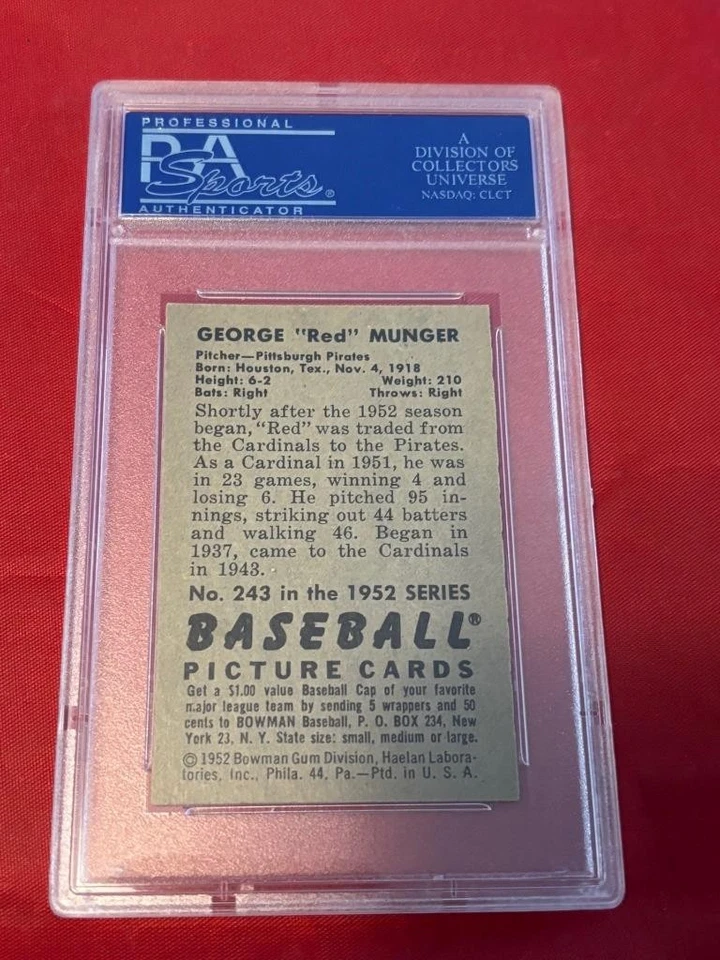 PROFESSIONAL
PSA
Sports®
AUTHENTICATOR
A
DIVISION OF
COLLECTORS
UNIVERSE
NASDAQ: CLCT
GEORGE "Red" MUNGER
Pitcher—Pittsburgh Pirates
Born: Houston, Tex., Nov. 4, 1918
Height: 6-2 Weight: 210
Bats: Right Throws: Right
Shortly after the 1952 season
began, "Red" was traded from
the Cardinals to the Pirates.
As a Cardinal in 1951, he was
in 23 games, winning 4 and
losing 6. He pitched 95 in-
nings, striking out 44 batters
and walking 46. Began in
1937, came to the Cardinals
in 1943.
No. 243 in the 1952 SERIES
BASEBALL®
PICTURE CARDS
Get a $1.00 value Baseball Cap of your favorite
major league team by sending 5 wrappers and 50
cents to BOWMAN Baseball, P. O. BOX 234, New
York 23, N. Y. State size: small, medium or large.
© 1952 Bowman Gum Division, Haelan Labora-
tories, Inc., Phila. 44, Pa.—Ptd. in U. S. A.